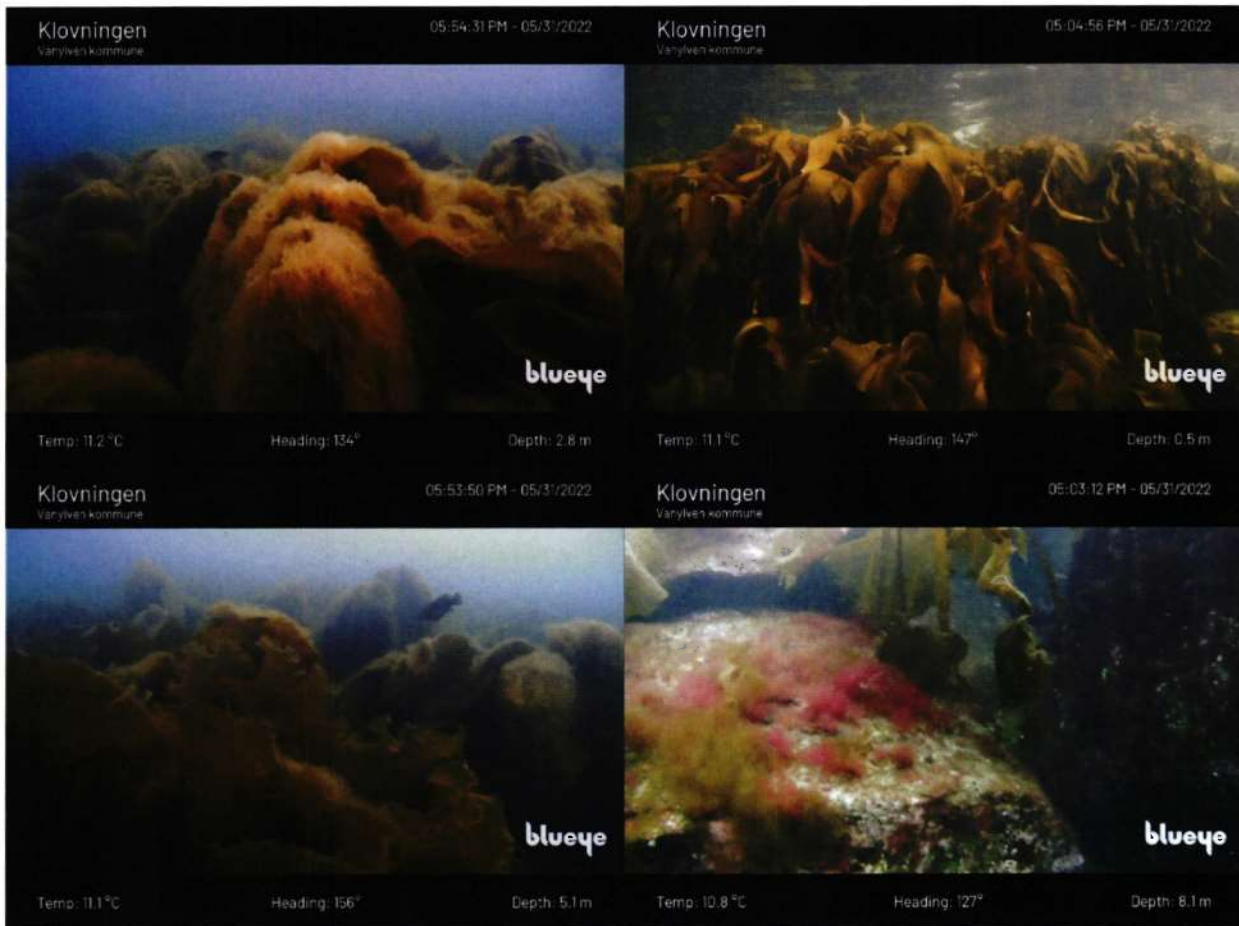 Klovningen
05:54:31 PM - 05/31/2022
Vanylven kommune
blueye
Temp: 11.2 °C
Heading: 134°
Depth: 2.8 m
Klovningen
05:04:56 PM - 05/31/2022
Vanylven kommune
blueye
Temp: 11.1 °C
Heading: 147°
Depth: 0.5 m
Klovningen
05:53:50 PM - 05/31/2022
Vanylven kommune
blueye
Temp: 11.1 °C
Heading: 156°
Depth: 5.1 m
Klovningen
05:03:12 PM - 05/31/2022
Vanylven kommune
blueye
Temp: 10.8 °C
Heading: 127°
Depth: 8.1 m